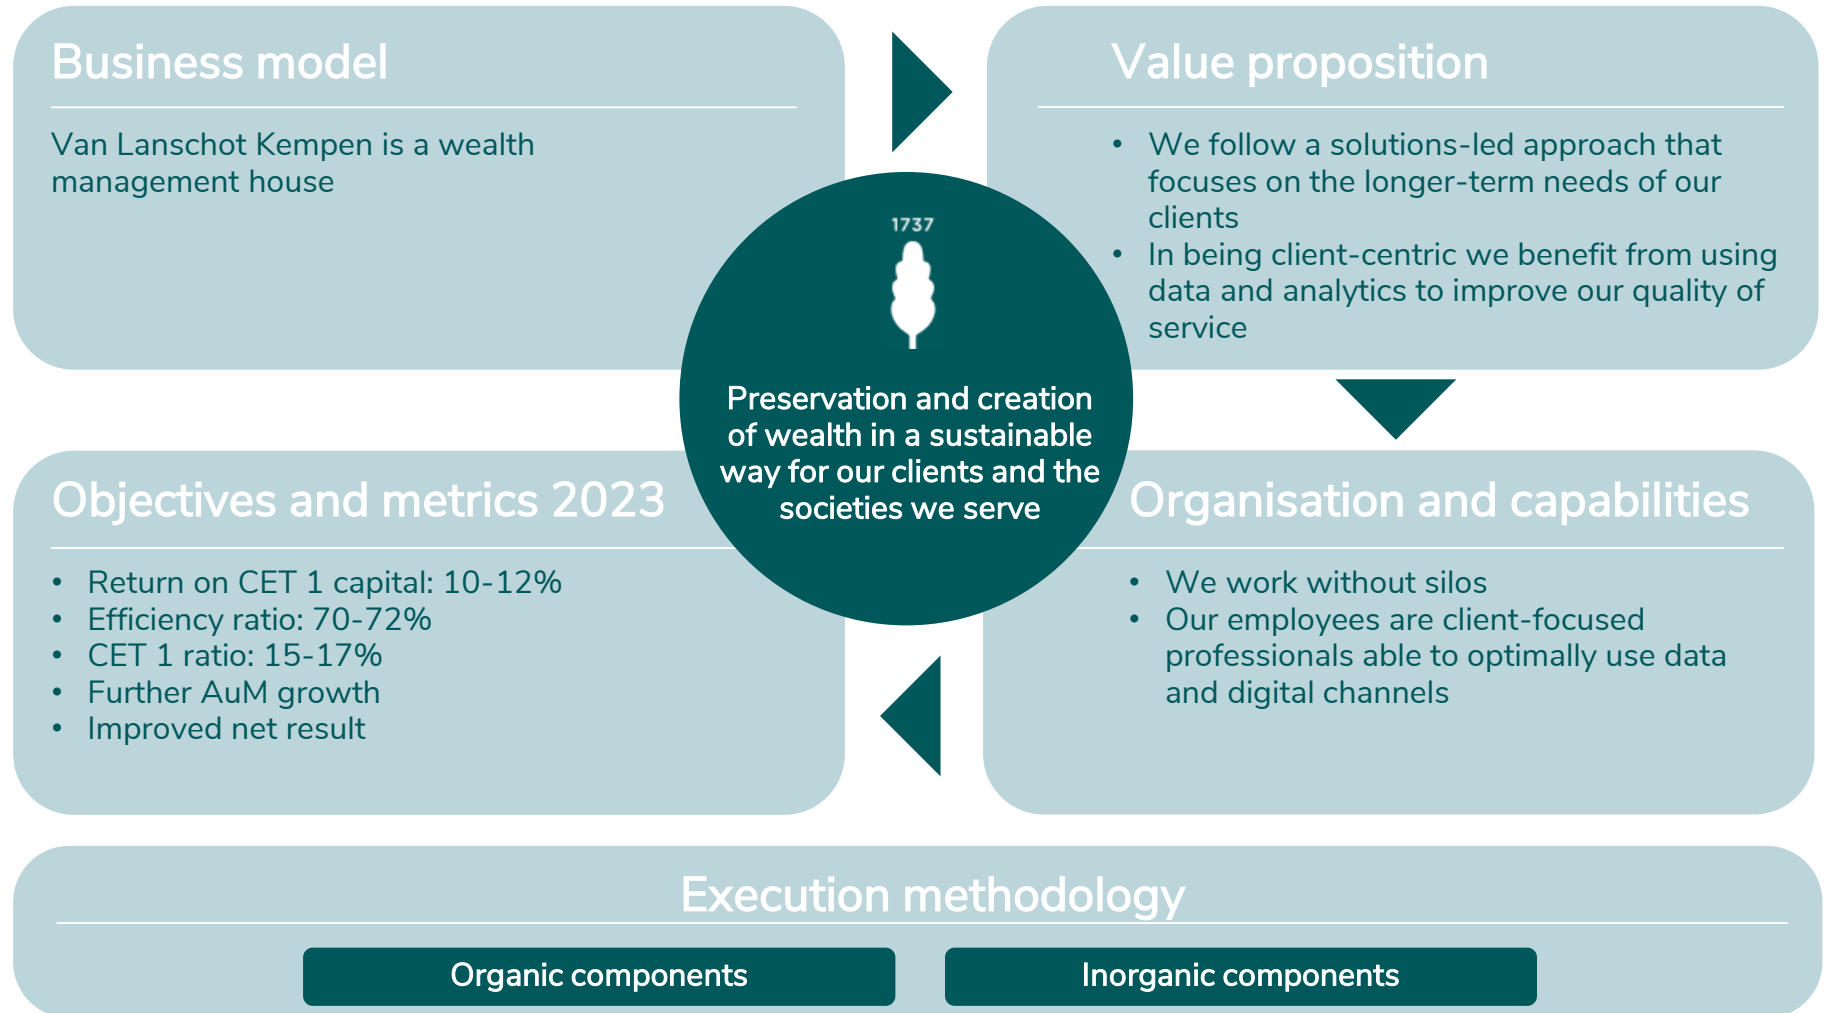 Business model
Van Lanschot Kempen is a wealth
management house
Value proposition
• We follow a solutions-led approach that
focuses on the longer-term needs of our
clients
• In being client-centric we benefit from using
data and analytics to improve our quality of
service
1737
Preservation and creation
of wealth in a sustainable
way for our clients and the
societies we serve
Objectives and metrics 2023
• Return on CET 1 capital: 10-12%
• Efficiency ratio: 70-72%
• CET 1 ratio: 15-17%
• Further AuM growth
• Improved net result
Organisation and capabilities
• We work without silos
• Our employees are client-focused
professionals able to optimally use data
and digital channels
Execution methodology
Organic components
Inorganic components